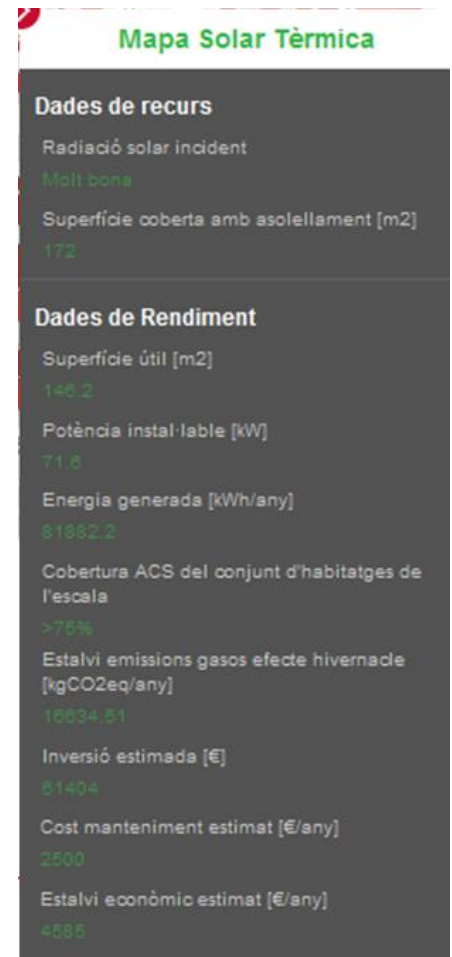 Mapa Solar Tèrmica
Dades de recurs
Radiació solar incident
Molt bona
Superfície coberta amb asolellament [m2]
172
Dades de Rendiment
Superfície útil [m2]
146.2
Potència instal·lable [kW]
71.6
Energia generada [kWh/any]
81882.2
Cobertura ACS del conjunt d'habitatges de
l'escala
>75%
Estalvi emissions gasos efecte hivernacle
[kgCO2eq/any]
16634.51
Inversió estimada [€]
61404
Cost manteniment estimat [€/any]
2500
Estalvi econòmic estimat [€/any]
4585